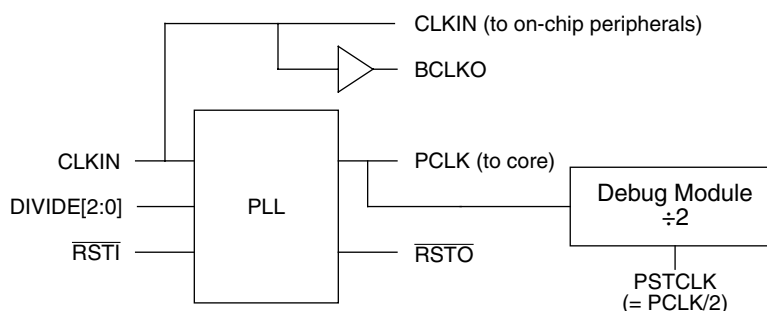 CLKIN (to on-chip peripherals)
BCLKO
CLKIN
PCLK (to core)
DIVIDE[2:0]
PLL
Debug Module
÷2
RSTI
RSTO
PSTCLK
(= PCLK/2)